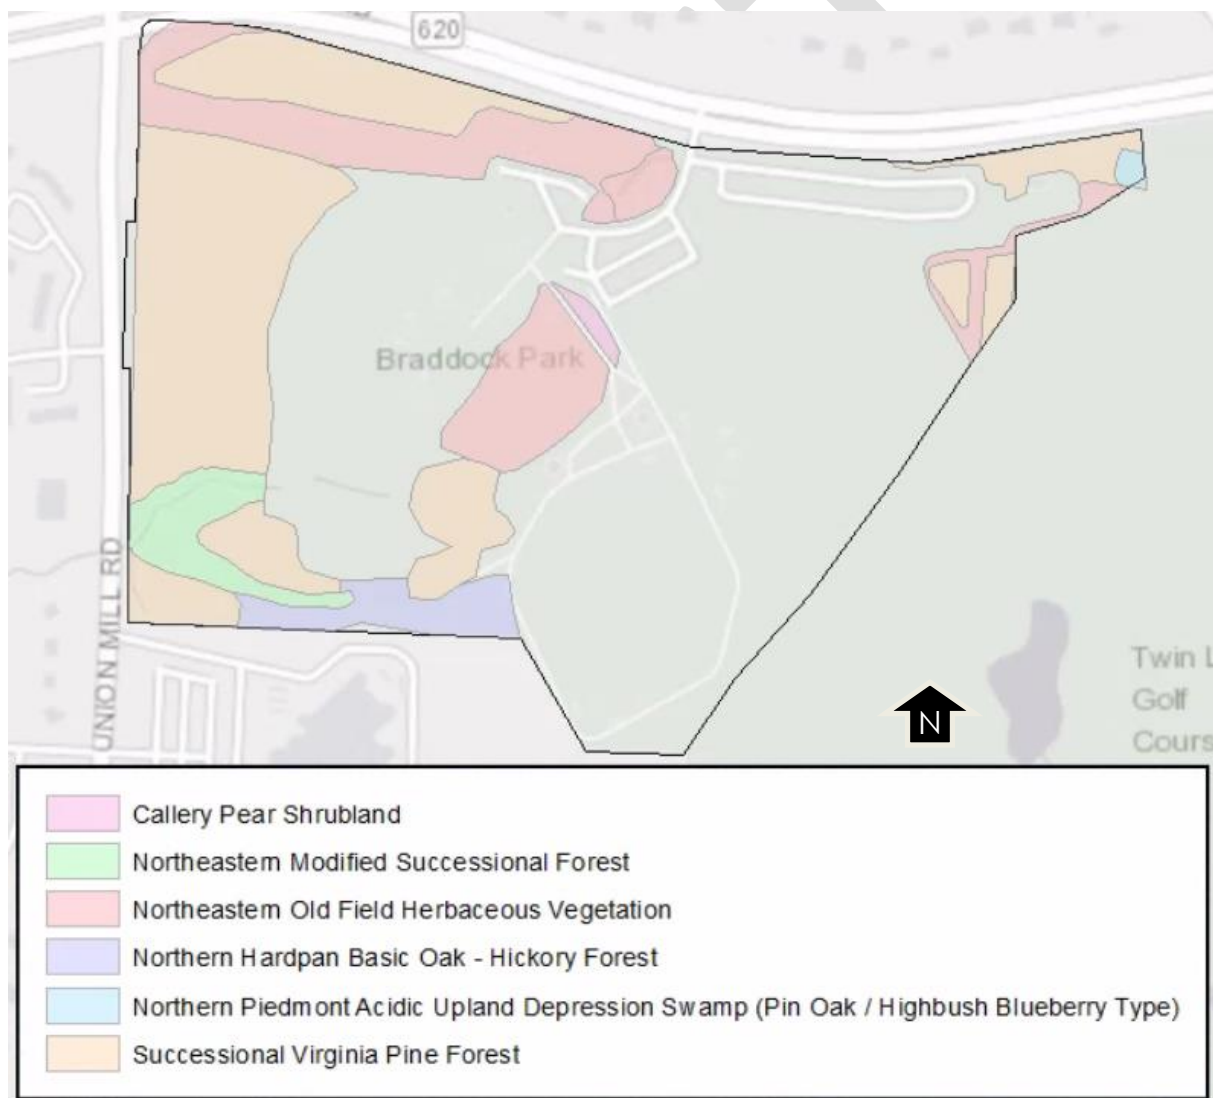 620
Braddock Park
UNION MILL RD
Twin L
Golf
Cours
N
Callery Pear Shrubland
Northeastern Modified Successional Forest
Northeastern Old Field Herbaceous Vegetation
Northern Hardpan Basic Oak - Hickory Forest
Northern Piedmont Acidic Upland Depression Swamp (Pin Oak / Highbush Blueberry Type)
Successional Virginia Pine Forest